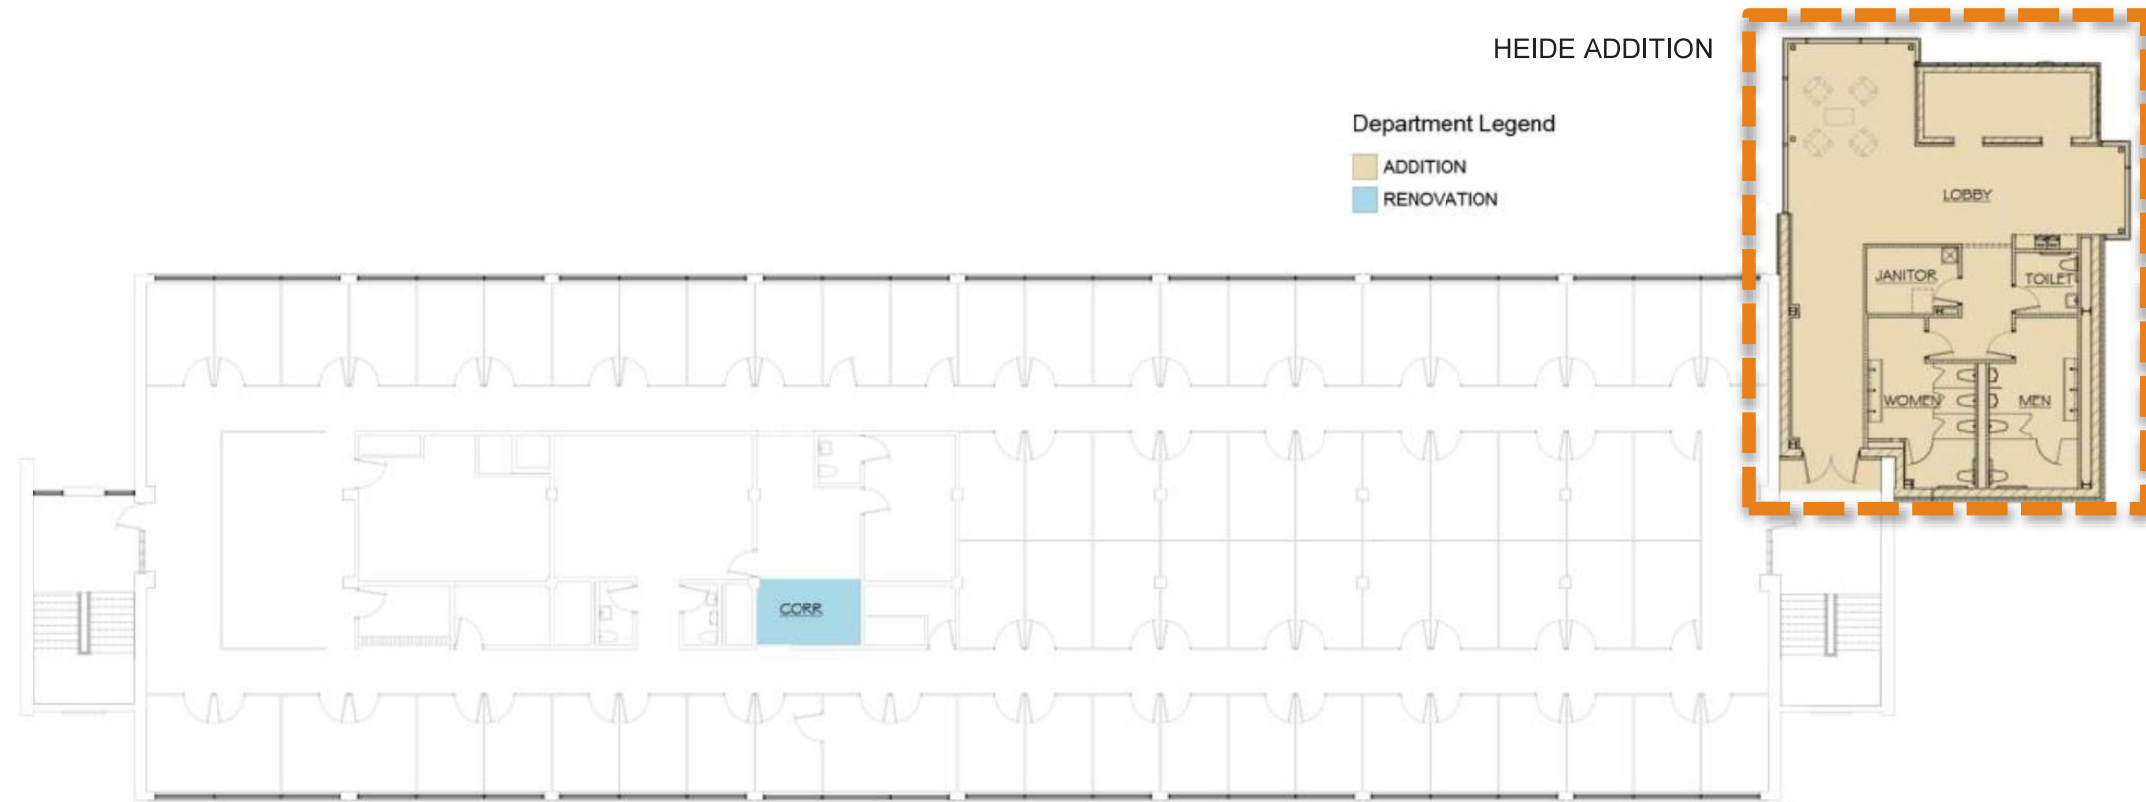 HEIDE ADDITION
Department Legend
ADDITION
RENOVATION
LOBBY
JANITOR
TOILET
WOMEN
MEN
CORR